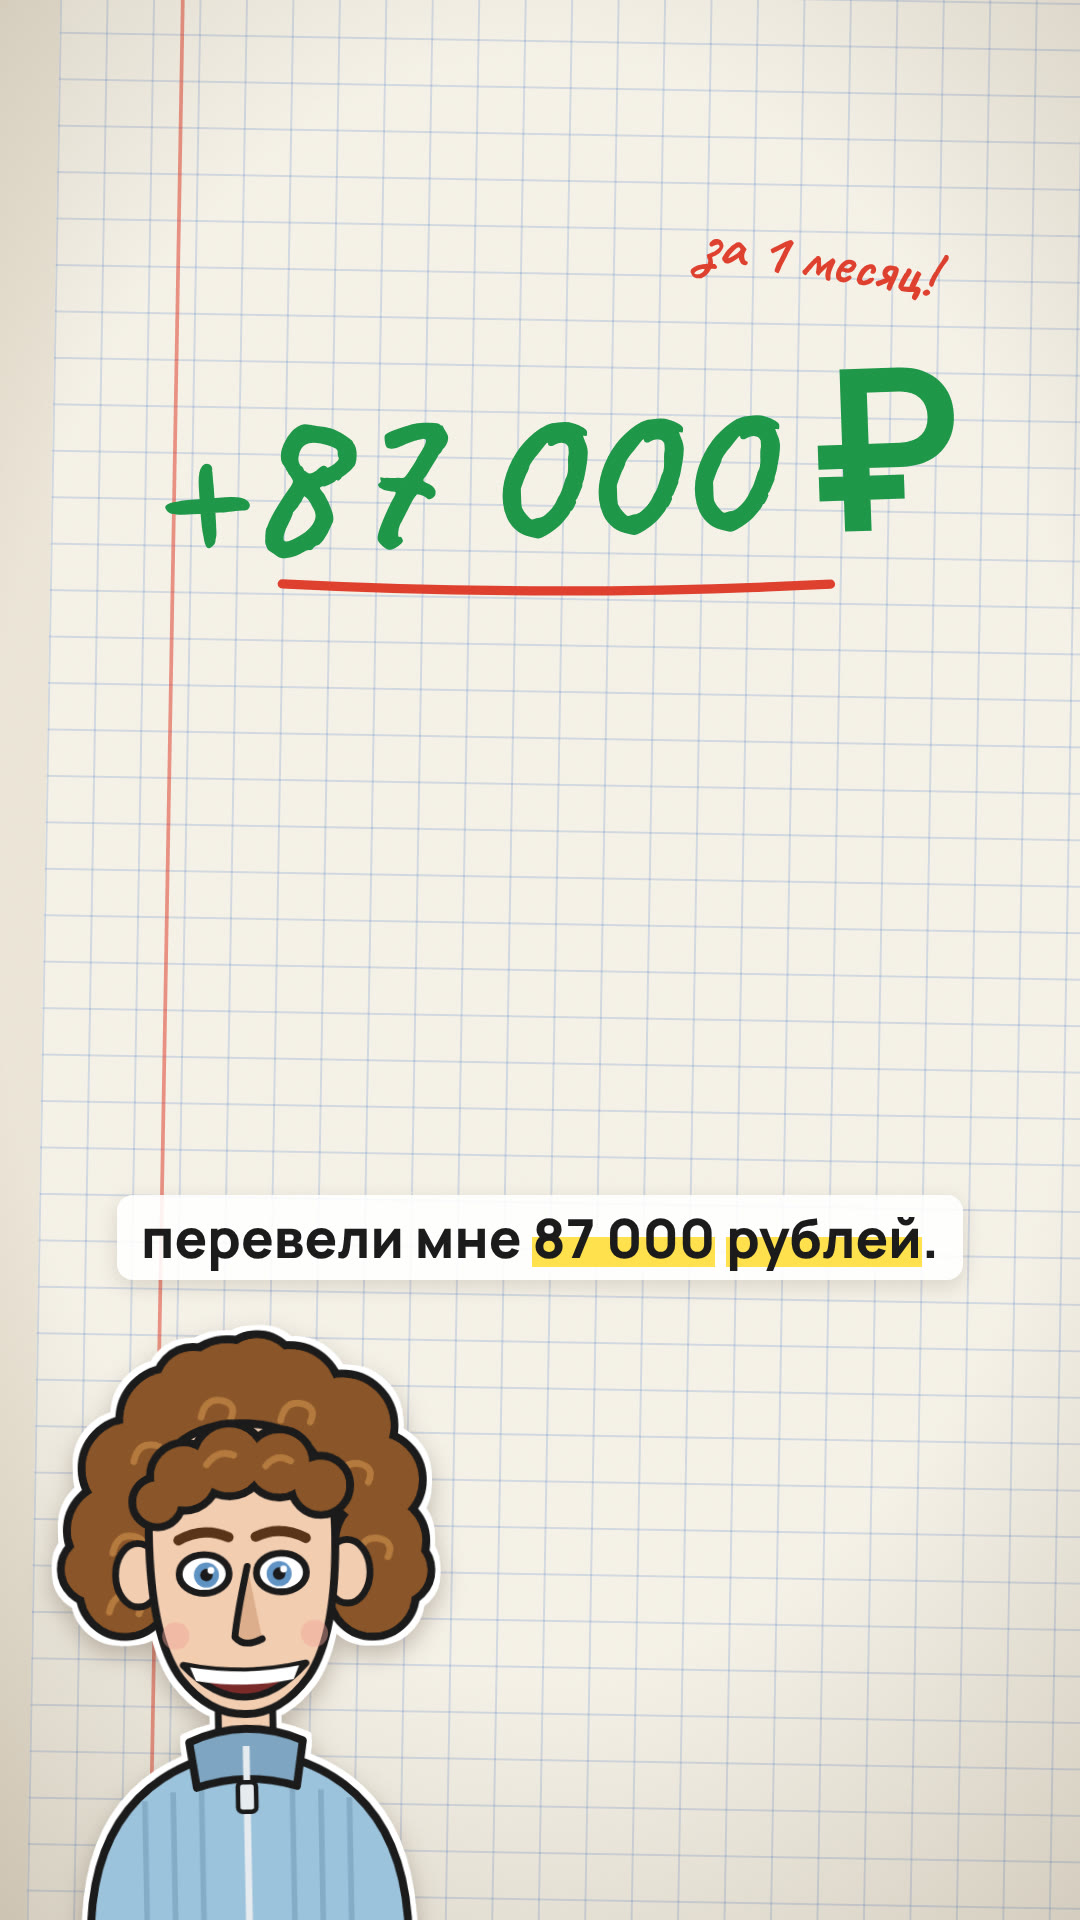 за 1 месяц!
+87 000 ₽
перевели мне 87 000 рублей.